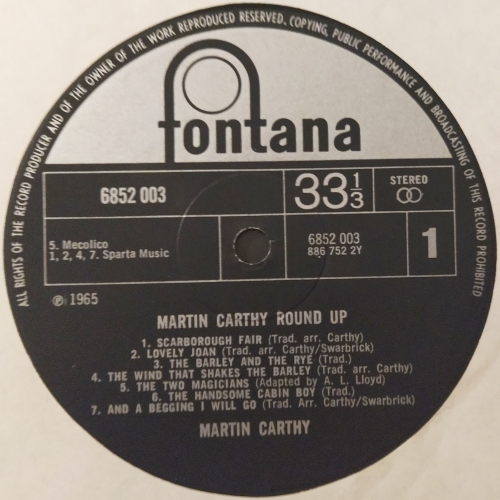 ALL RIGHTS OF THE RECORD PRODUCER AND OF THE OWNER OF THE WORK REPRODUCED RESERVED. COPYING, PUBLIC PERFORMANCE AND BROADCASTING OF THIS RECORD PROHIBITED
fontana
6852 003
33 1/3
STEREO
5. Mecolico
1, 2, 4, 7. Sparta Music
6852 003
886 752 2Y
1
℗ 1965
MARTIN CARTHY ROUND UP
1. SCARBOROUGH FAIR (Trad. arr. Carthy)
2. LOVELY JOAN (Trad. arr. Carthy/Swarbrick)
3. THE BARLEY AND THE RYE (Trad.)
4. THE WIND THAT SHAKES THE BARLEY (Trad. arr. Carthy)
5. THE TWO MAGICIANS (Adapted by A. L. Lloyd)
6. THE HANDSOME CABIN BOY (Trad.)
7. AND A BEGGING I WILL GO (Trad. Arr. Carthy/Swarbrick)
MARTIN CARTHY